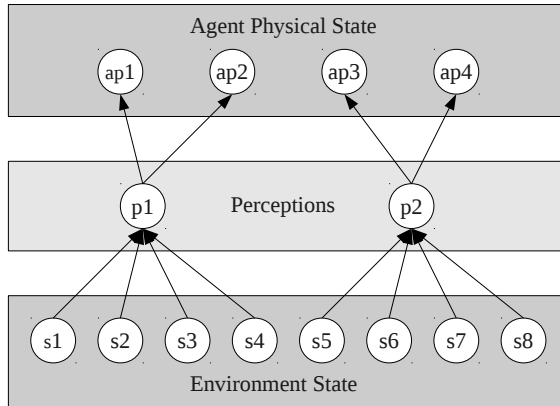 Agent Physical State
ap1 ap2 ap3 ap4
p1 Perceptions p2
s1 s2 s3 s4 s5 s6 s7 s8
Environment State